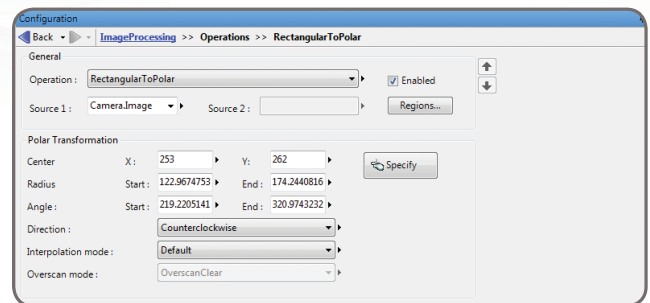 Configuration
Back ImageProcessing >> Operations >> RectangularToPolar
General
Operation : RectangularToPolar Enabled
Source 1 : Camera.Image Source 2 : Regions...
Polar Transformation
Center X : 253 Y: 262 Specify
Radius Start : 122.9674753 End : 174.2440816
Angle : Start : 219.2205141 End : 320.9743232
Direction : Counterclockwise
Interpolation mode : Default
Overscan mode : OverscanClear